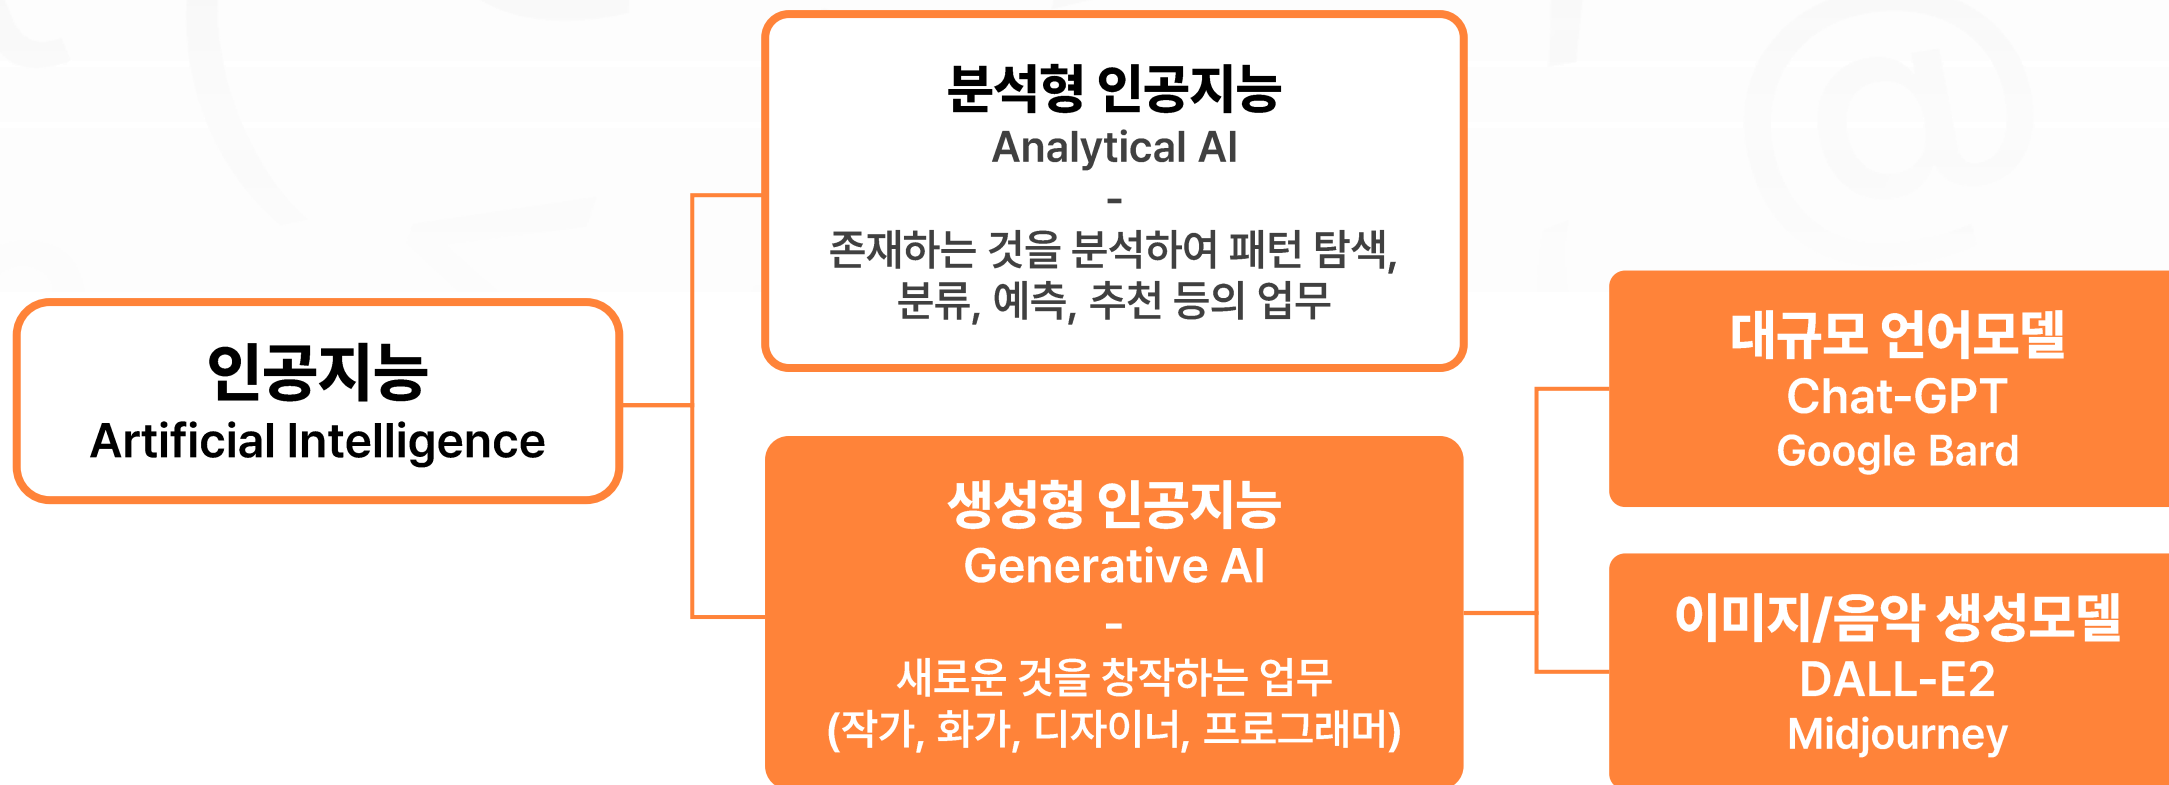 인공지능
Artificial Intelligence
분석형 인공지능
Analytical AI
-
존재하는 것을 분석하여 패턴 탐색,
분류, 예측, 추천 등의 업무
생성형 인공지능
Generative AI
-
새로운 것을 창작하는 업무
(작가, 화가, 디자이너, 프로그래머)
대규모 언어모델
Chat-GPT
Google Bard
이미지/음악 생성모델
DALL-E2
Midjourney